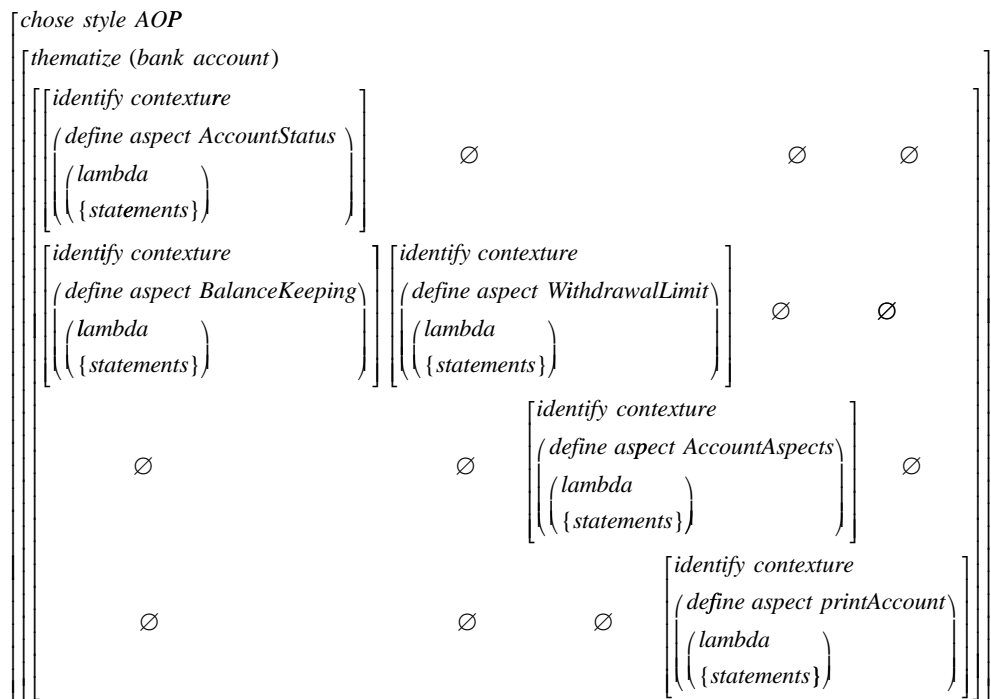 chose style AOP
thematize (bank account)
identify contexture
(define aspect AccountStatus
(lambda
{statements}))
∅ ∅ ∅
identify contexture identify contexture
(define aspect BalanceKeeping) (define aspect WithdrawalLimit)
(lambda (lambda
{statements}) {statements})
∅ ∅
identify contexture
(define aspect AccountAspects)
(lambda
{statements})
∅ ∅ ∅
identify contexture
(define aspect printAccount)
(lambda
{statements})
∅ ∅ ∅